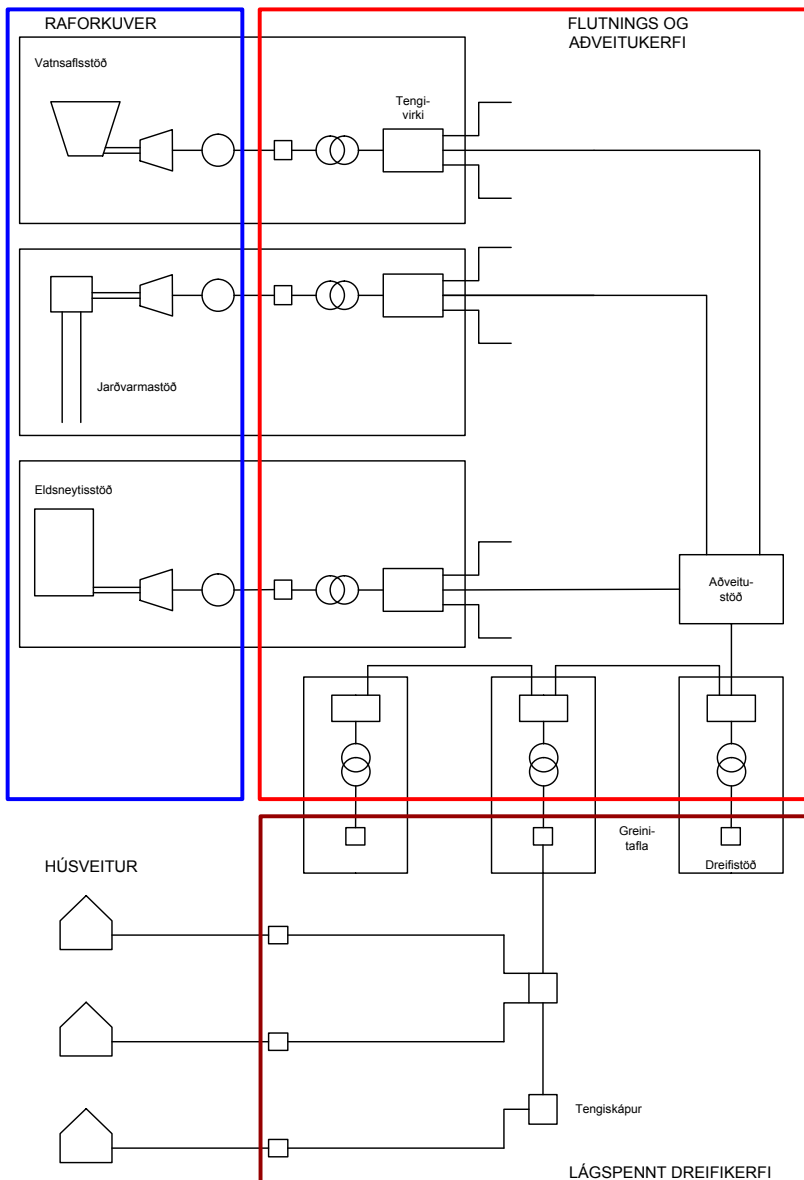 RAFORKUVER
FLUTNINGS OG
AÐVEITUKERFI
Vatnsaflsstöð
Tengi-
virki
Jarðvarmastöð
Eldsneytisstöð
Aðveitu-
stöð
Greini-
tafla
Dreifistöð
HÚSVEITUR
Tengiskápur
LÁGSPENNT DREIFIKERFI